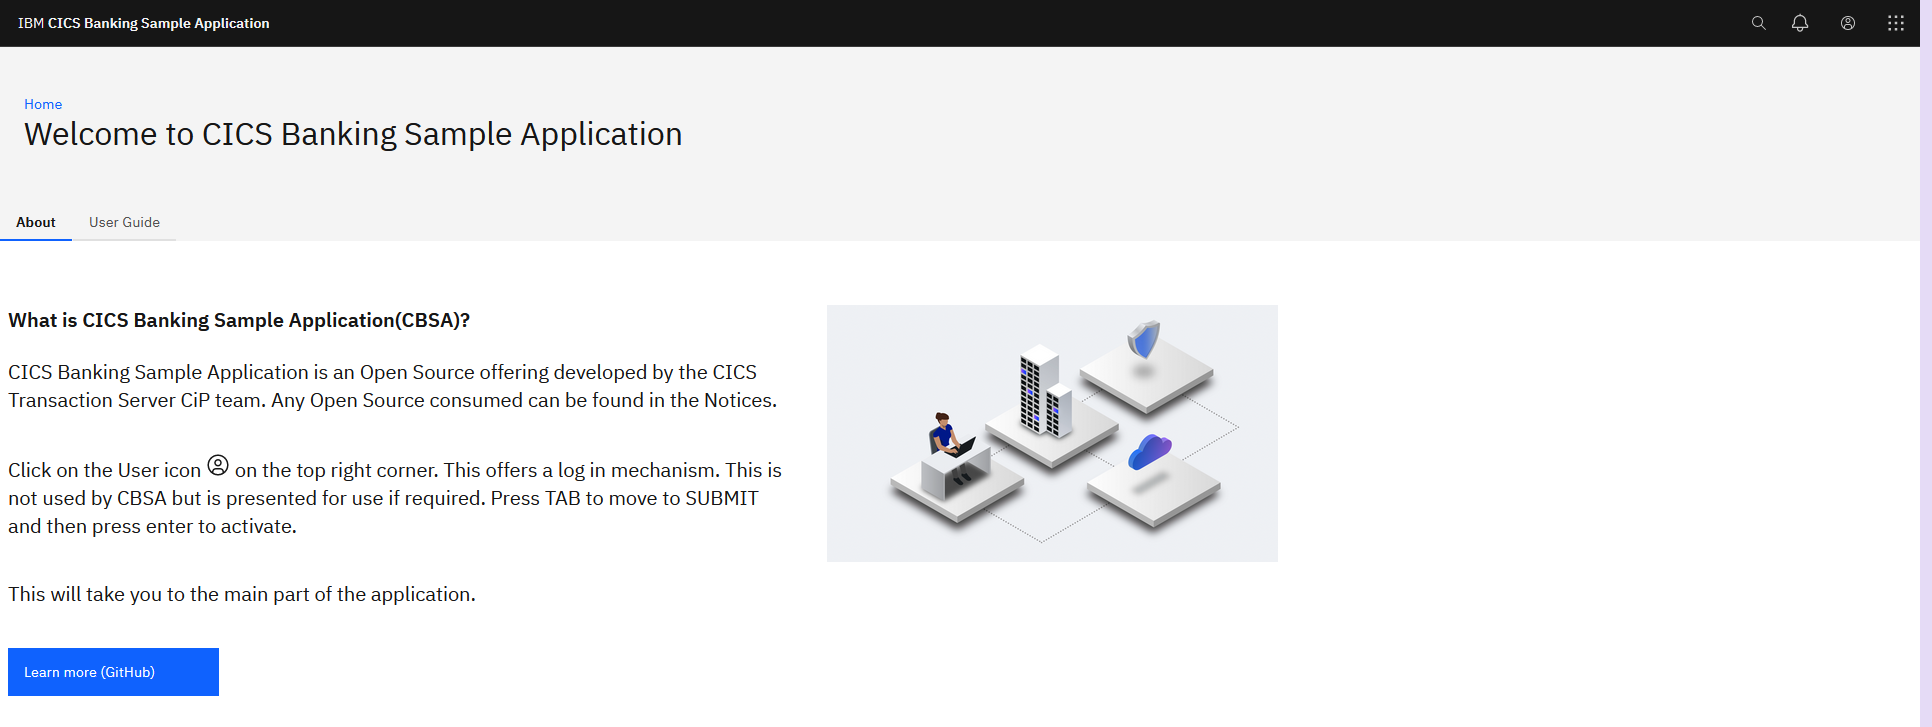 IBM CICS Banking Sample Application
Home
Welcome to CICS Banking Sample Application
About
User Guide
What is CICS Banking Sample Application(CBSA)?
CICS Banking Sample Application is an Open Source offering developed by the CICS
Transaction Server CiP team. Any Open Source consumed can be found in the Notices.
Click on the User icon on the top right corner. This offers a log in mechanism. This is
not used by CBSA but is presented for use if required. Press TAB to move to SUBMIT
and then press enter to activate.
This will take you to the main part of the application.
Learn more (GitHub)